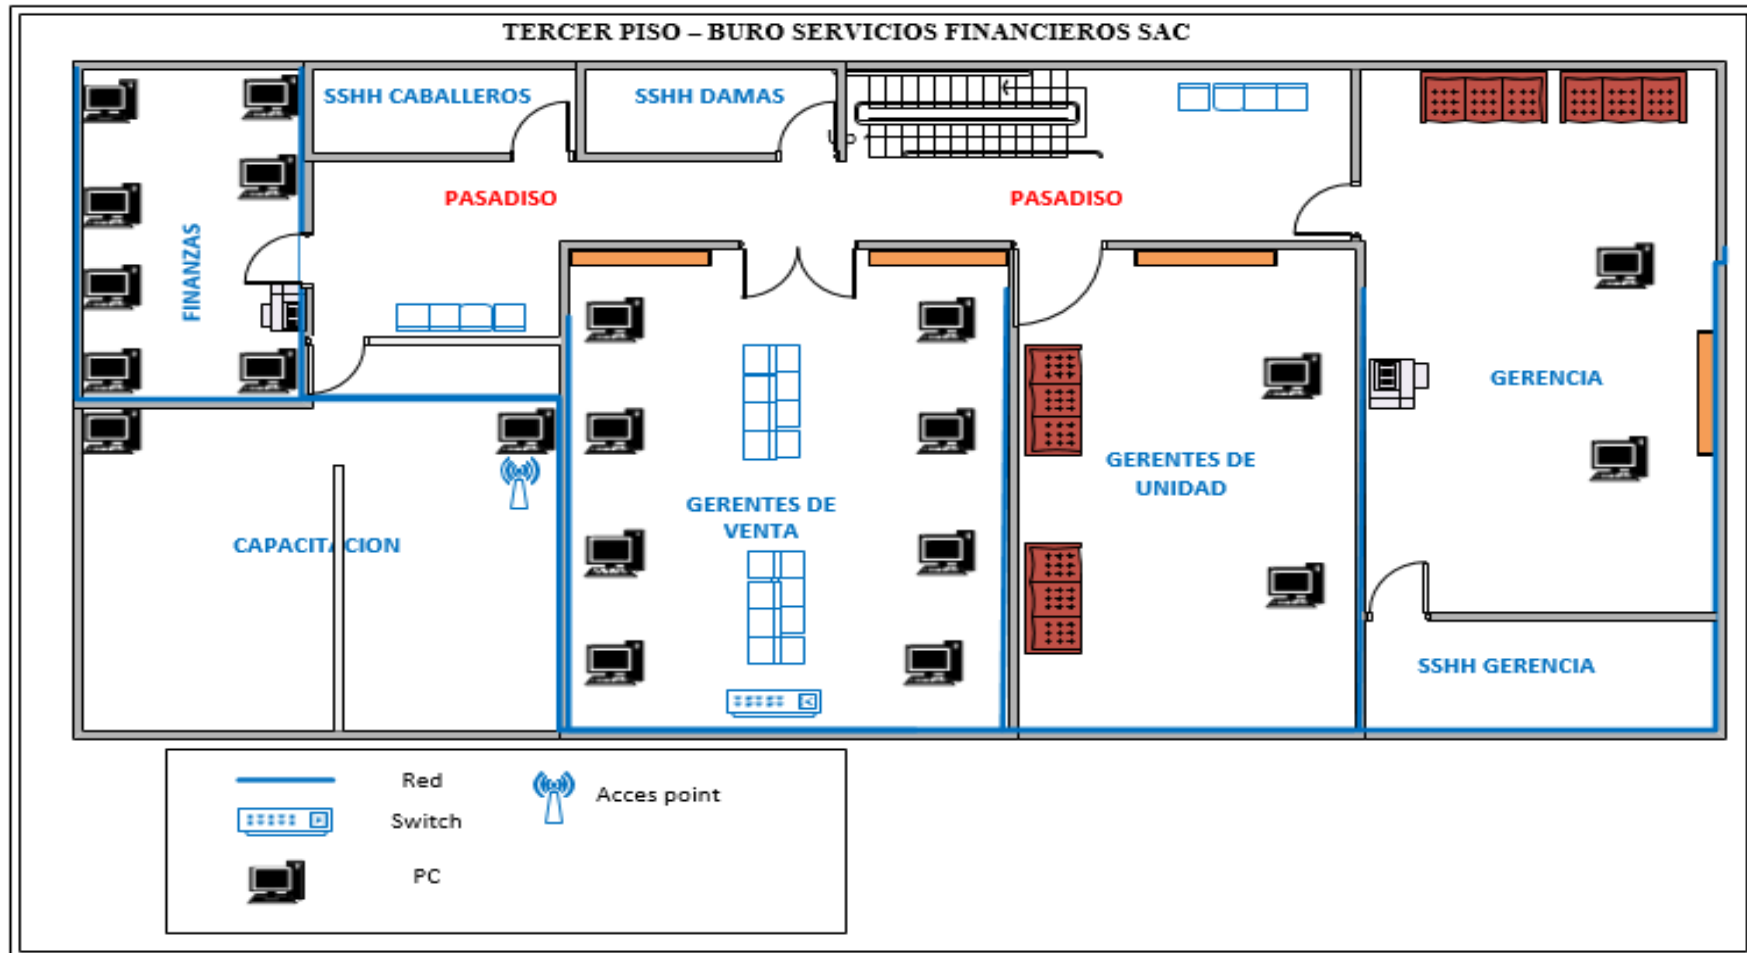 TERCER PISO – BURO SERVICIOS FINANCIEROS SAC
SSHH CABALLEROS
SSHH DAMAS
PASADISO
PASADISO
FINANZAS
GERENCIA
GERENTES DE
UNIDAD
GERENTES DE
VENTA
CAPACITACION
SSHH GERENCIA
Red
Acces point
Switch
PC